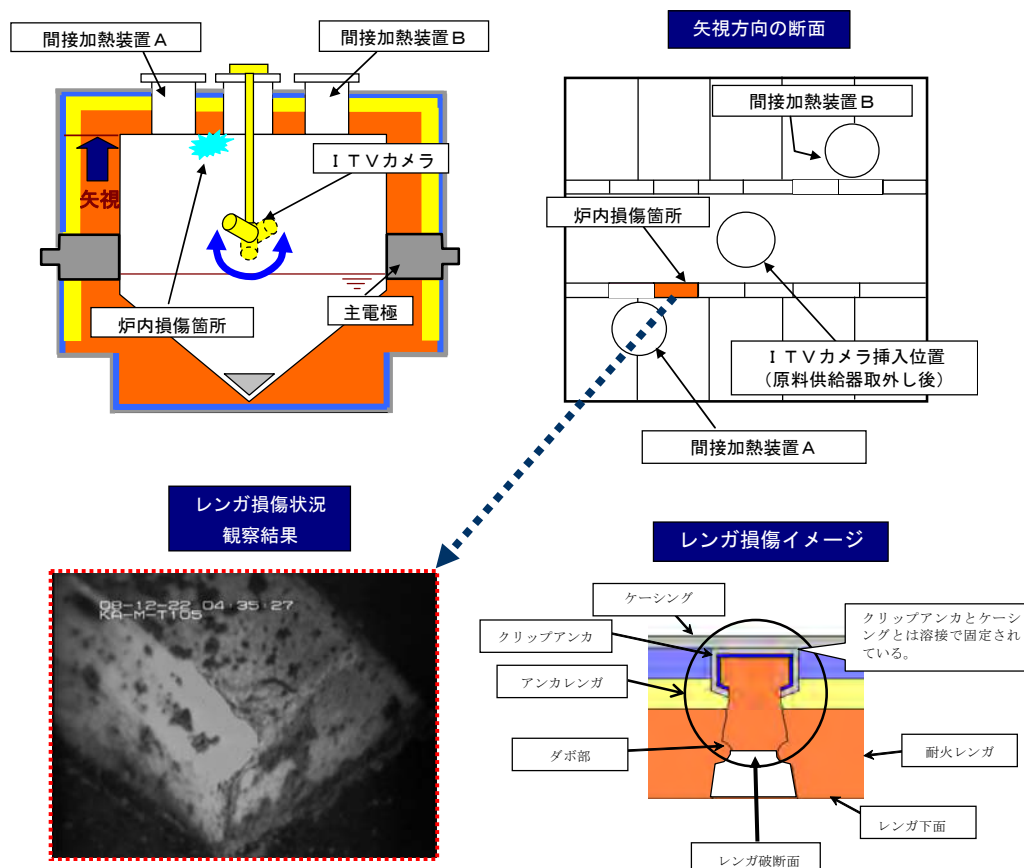 間接加熱装置A
間接加熱装置B
矢視方向の断面
矢視
ITVカメラ
炉内損傷箇所
主電極
間接加熱装置B
炉内損傷箇所
ITVカメラ挿入位置
(原料供給器取外し後)
間接加熱装置A
レンガ損傷状況
観察結果
08-12-22 04:35:27
KA-M-T105
レンガ損傷イメージ
ケーシング
クリップアンカ
アンカレンガ
ダボ部
クリップアンカとケーシ
ングとは溶接で固定され
ている。
耐火レンガ
レンガ下面
レンガ破断面